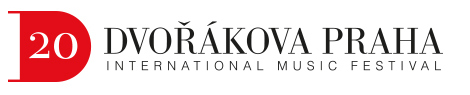 20
DVOŘÁKOVA PRAHA
INTERNATIONAL MUSIC FESTIVAL